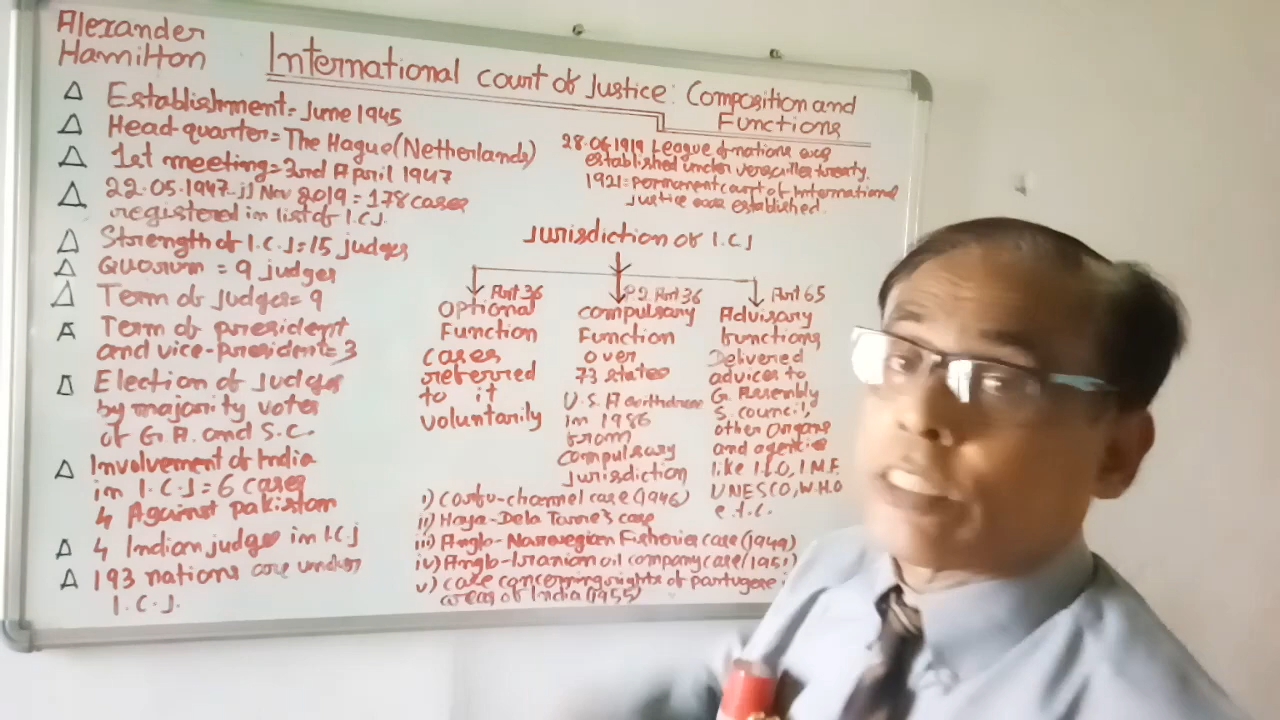 Alexander
Hamilton
International court of Justice: Composition and
Functions
Δ Establishment = June 1945
Δ Head-quarter = The Hague (Netherlands)
Δ 1st meeting = 3rd April 1947
Δ 22.05.1947 - 11 Nov 2019 = 178 cases
registered in list of I.C.J.
Δ Strength of I.C.J = 15 judges
Δ Quorum = 9 judges
Δ Term of judges = 9
Δ Term of president
and vice-president = 3
Δ Election of Judges
by majority votes
of G.A. and S.C.
Δ Involvement of India
in I.C.J = 6 cases
4 Against pakistan
Δ 4 Indian judges in I.C.J
Δ 193 nations are under
I.C.J.
28.06.1919 League of nations was
established under
1921 = permanent court of International
Justice was established.
Jurisdiction of I.C.J
Art 36
Optional
Function
cases
referred
to it
voluntarily
P.2 Art 36
compulsary
Function
over
73 states
U.S.A
in 1986
from
compulsary
Jurisdiction
Art 65
Advisary
functions
Delivered
advices to
G. Assembly
S. council,
other organs
and agencies
like I.L.O, I.M.F.
UNESCO, W.H.O
e.t.c.
i) Corfu-channel case (1946)
ii) Haya-Dela Torre's case
iii) Anglo-Norwegian Fisheries case (1949)
iv) Anglo-Iranian oil company case (1951)
v) case concerning rights of
areas of India (1955)